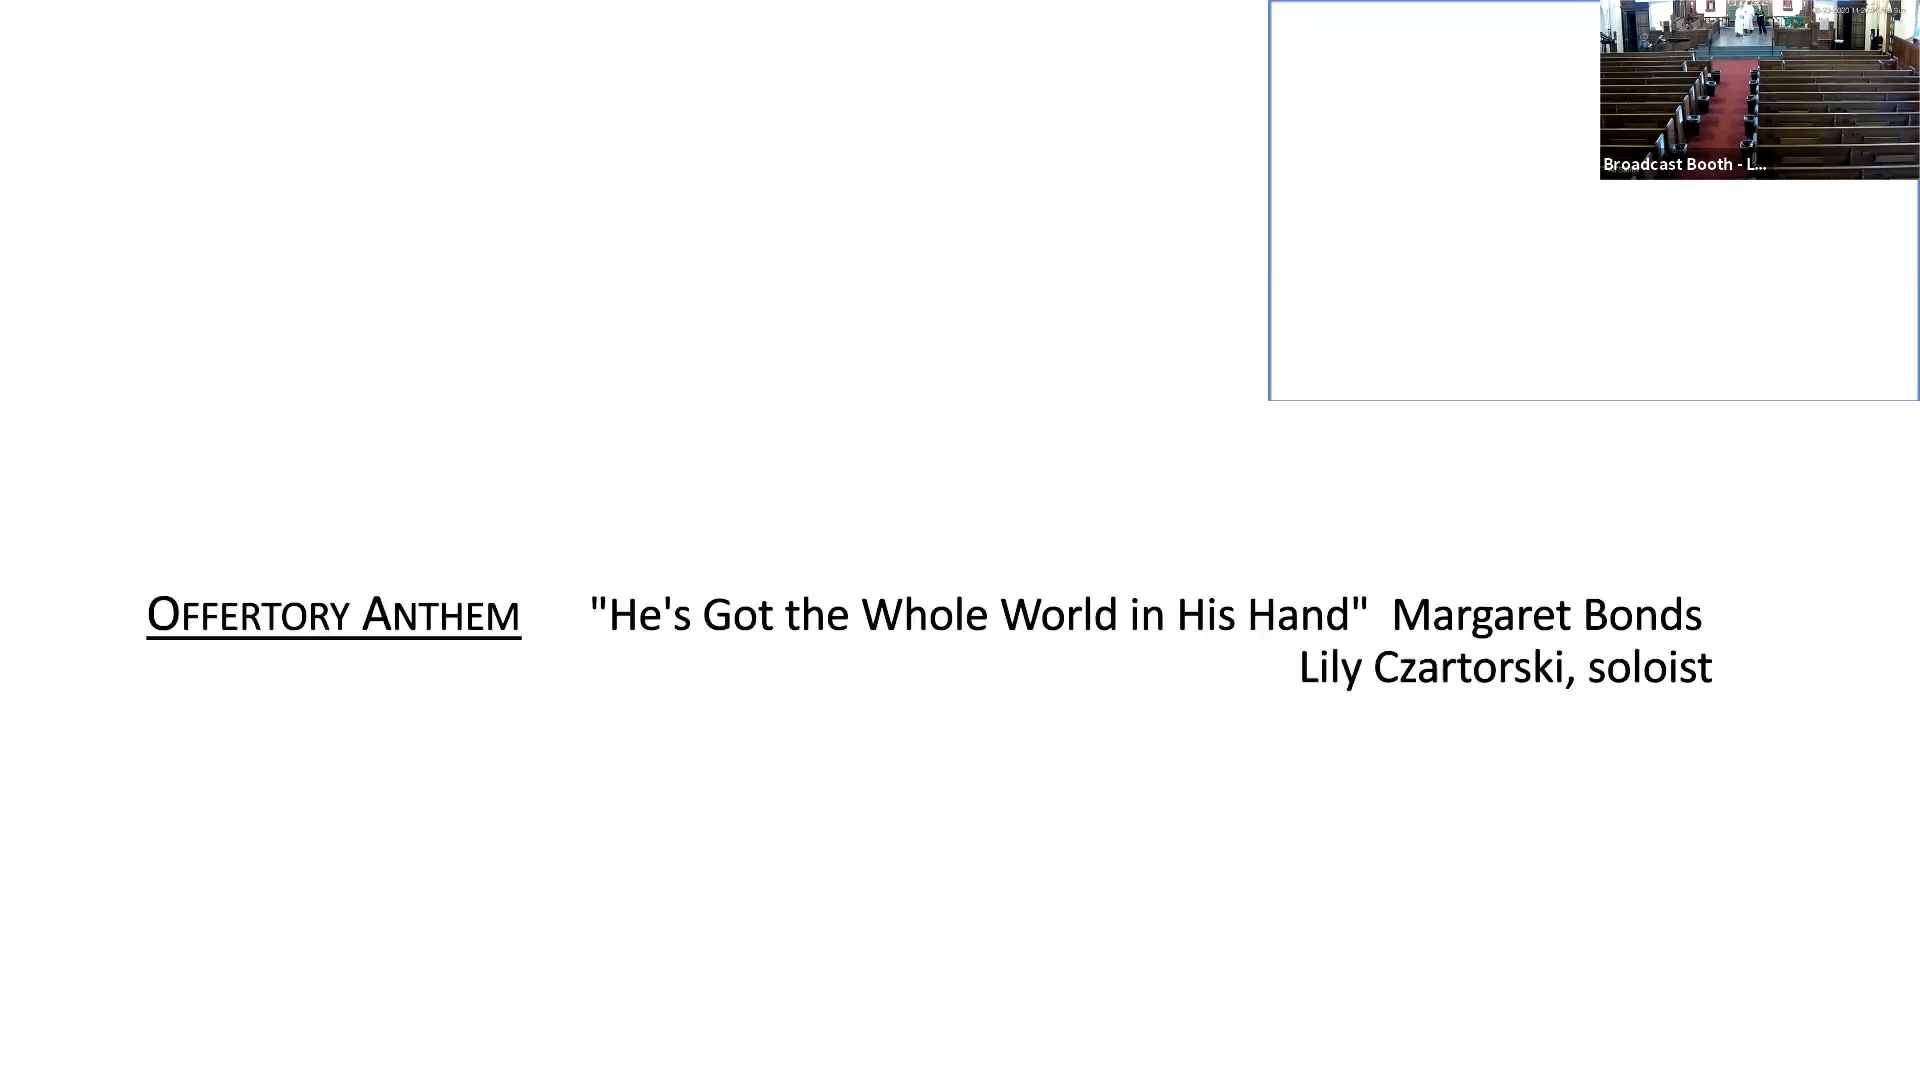 Broadcast Booth - L...
OFFERTORY ANTHEM "He's Got the Whole World in His Hand" Margaret Bonds
Lily Czartorski, soloist